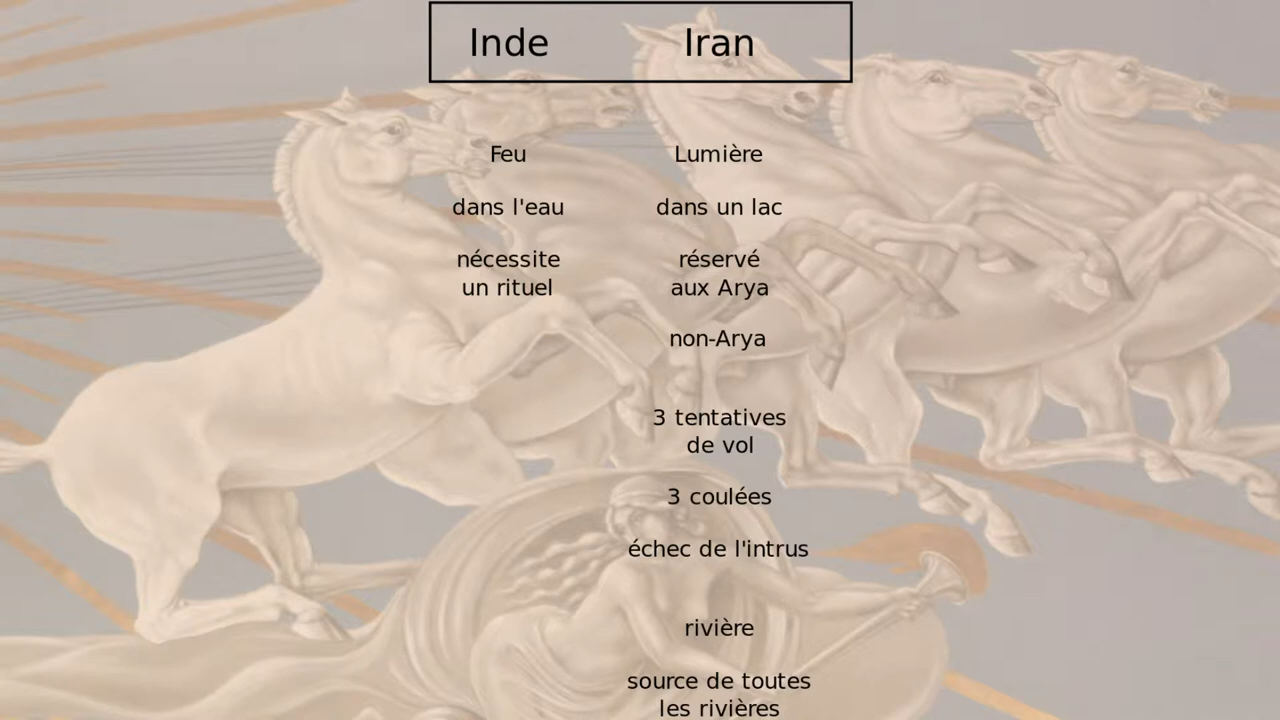 Inde Iran
Feu Lumière
dans l'eau dans un lac
nécessite réservé
un rituel aux Arya
non-Arya
3 tentatives
de vol
3 coulées
échec de l'intrus
rivière
source de toutes
les rivières